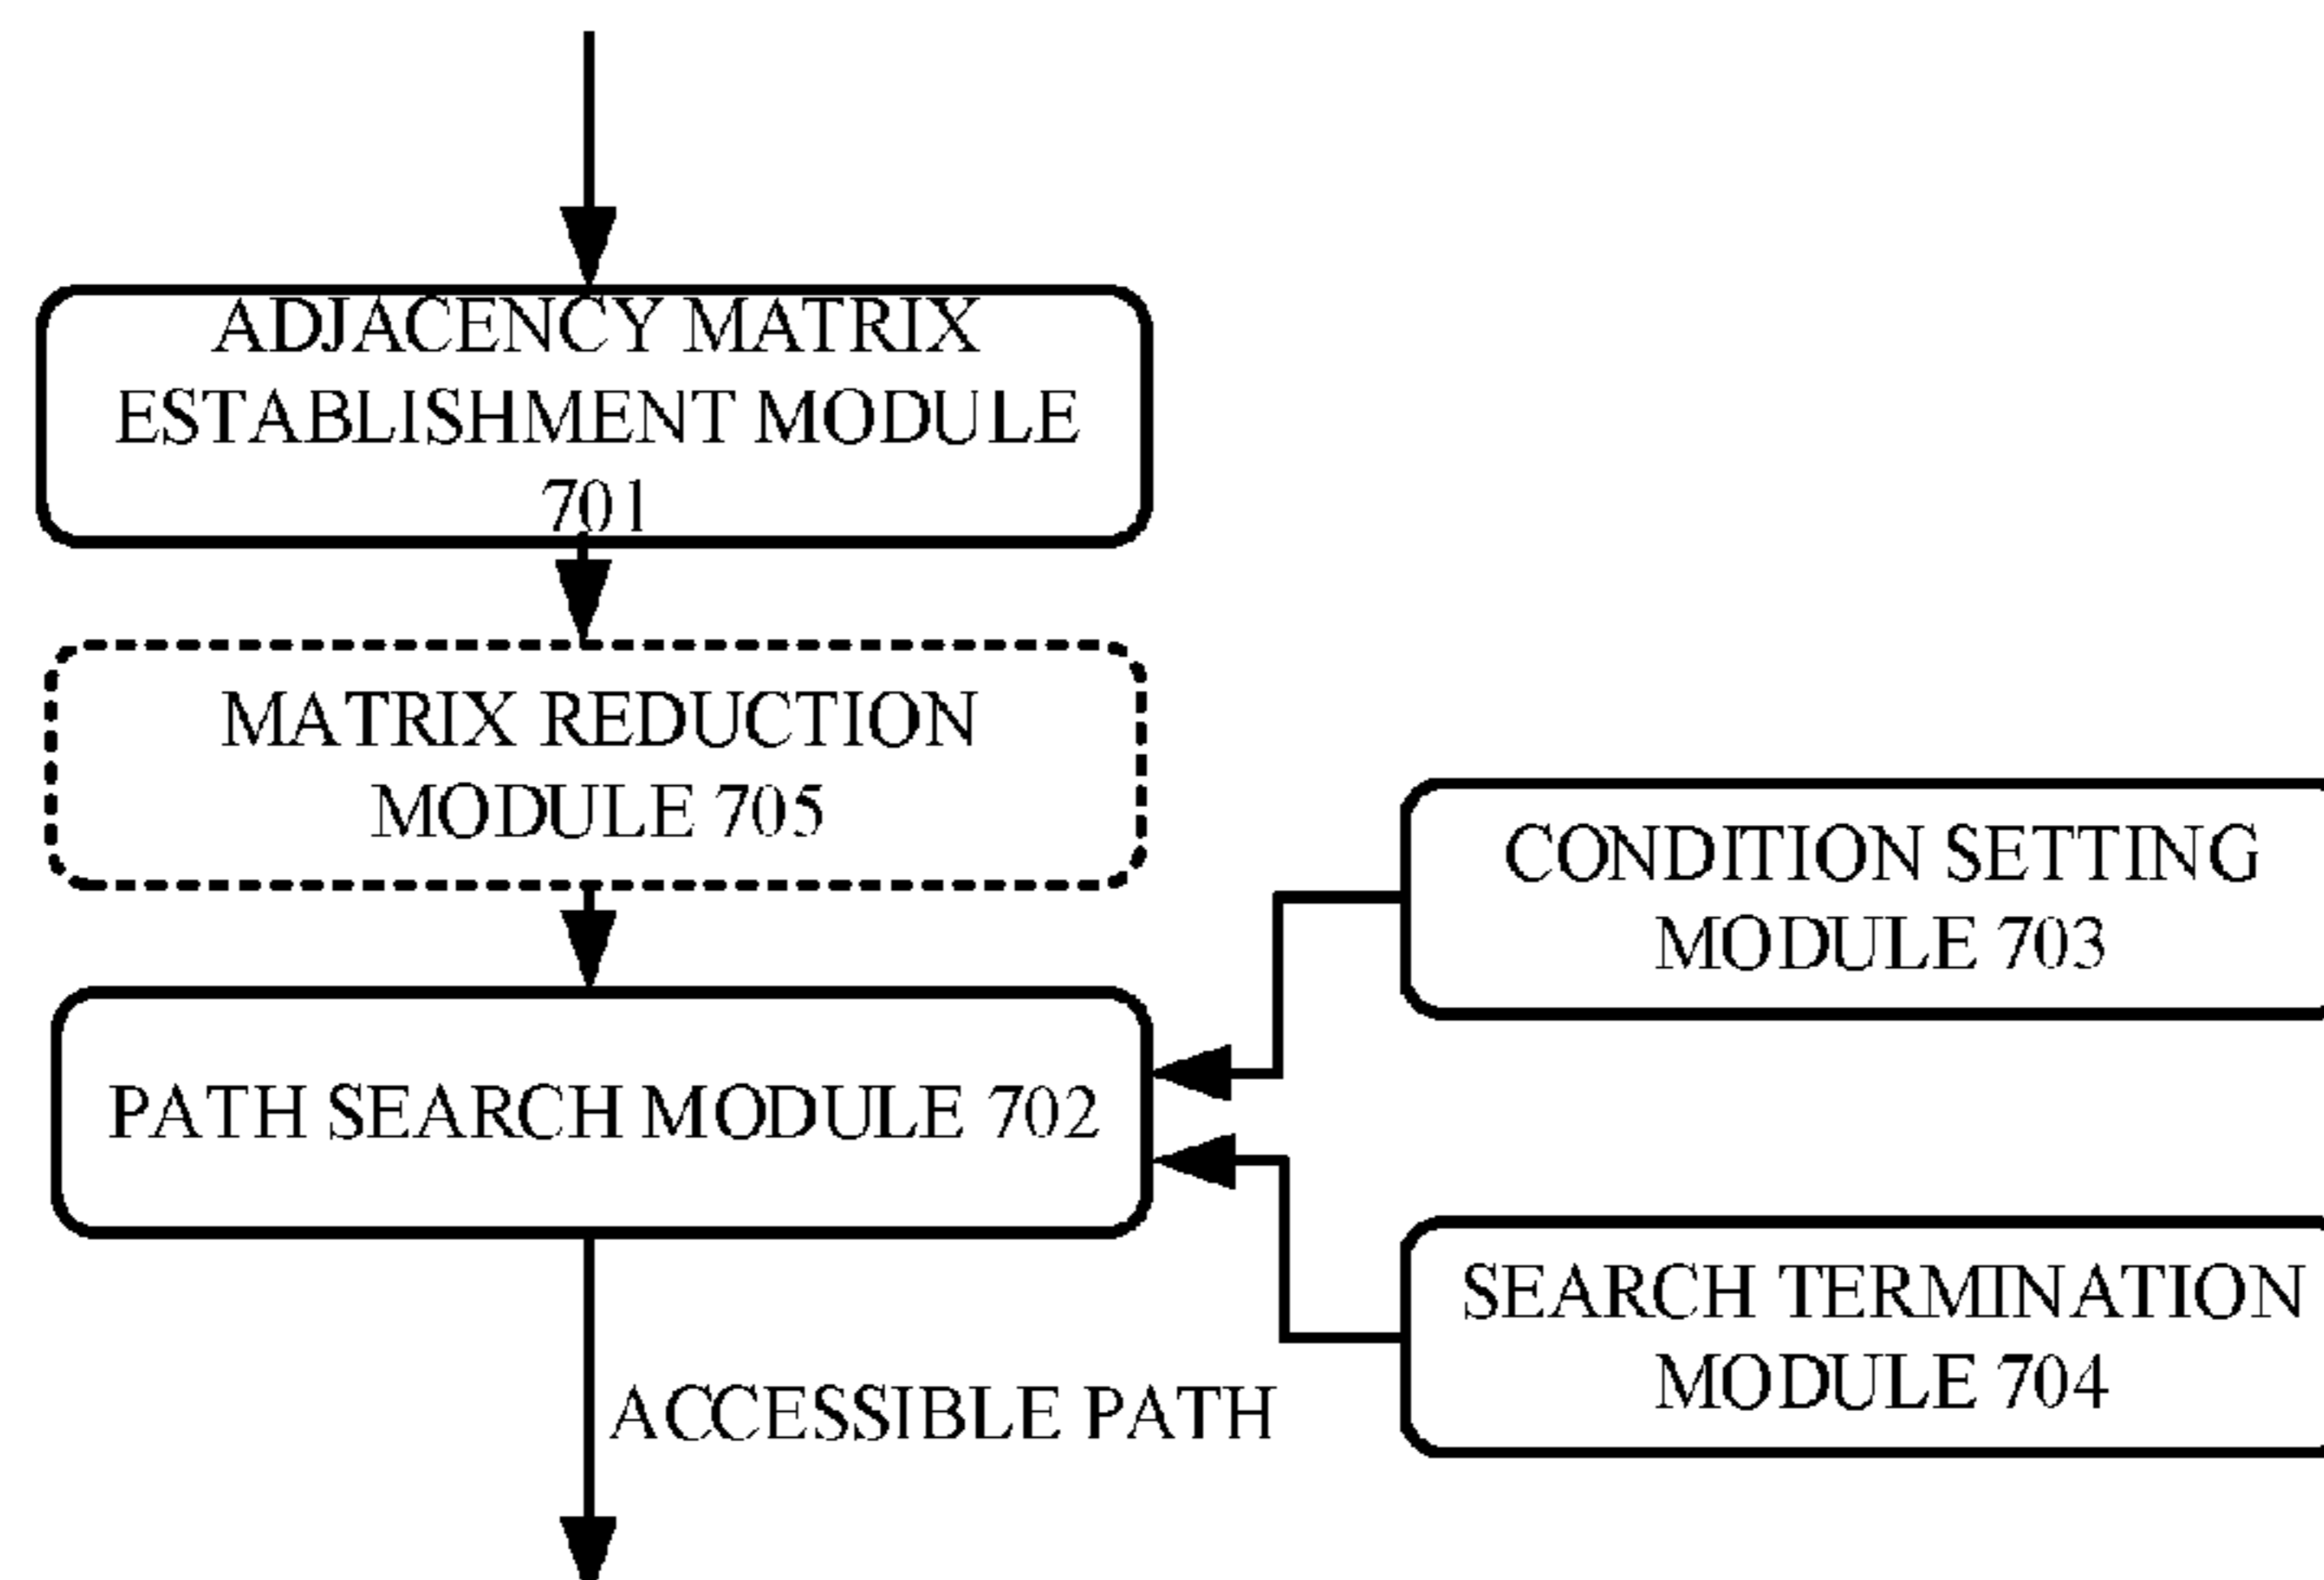 ADJACENCY MATRIX
ESTABLISHMENT MODULE
701
MATRIX REDUCTION
MODULE 705
CONDITION SETTING
MODULE 703
PATH SEARCH MODULE 702
SEARCH TERMINATION
MODULE 704
ACCESSIBLE PATH